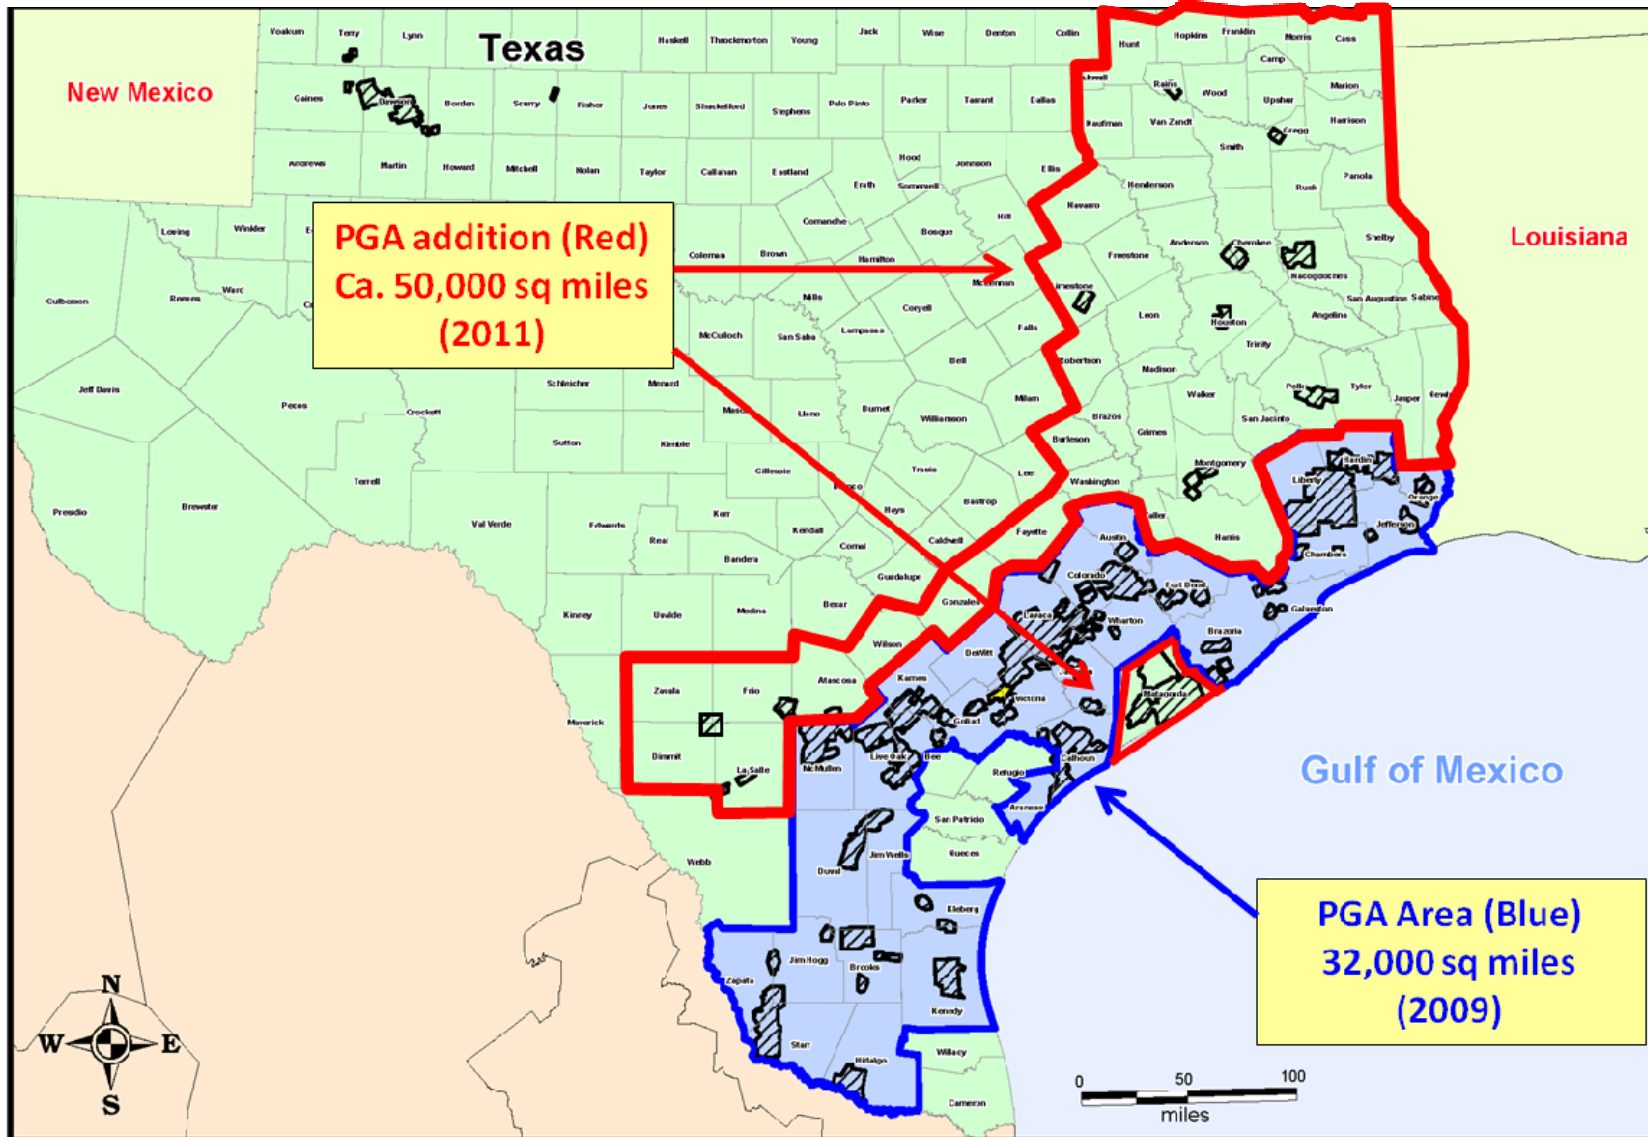 Yoakum Terry Lynn Texas Haskell Throckmorton Young Jack Wise Denton Collin Hunt Hopkins Franklin Morris Cass
New Mexico
Camp
Gaines Dawson Borden Scurry Fisher Jones Shackelford Stephens Palo Pinto Parker Tarrant Dallas Rains Wood Upshur Marion
Kaufman Van Zandt Gregg Harrison
Smith
Andrews Martin Howard Mitchell Nolan Taylor Callahan Eastland Erath Hood Johnson Ellis
Somervell Henderson Rusk Panola
Navarro
Comanche Hill
Bosque
Loving Winkler
PGA addition (Red)
Ca. 50,000 sq miles
(2011)
Coleman Brown Hamilton McLennan Freestone Anderson Cherokee Shelby
Louisiana
Nacogdoches
Culberson Reeves Ward Mills Coryell Limestone San Augustine Sabine
McCulloch San Saba Lampasas Falls Leon Houston Angelina
Trinity
Bell Robertson Madison
Jeff Davis Pecos Crockett Schleicher Menard Mason Llano Burnet Williamson Milam Brazos Walker Polk Tyler Jasper
San Jacinto
Sutton Kimble Burleson Grimes
Gillespie Travis Lee Washington Montgomery Hardin
Liberty
Presidio Brewster Terrell Val Verde Edwards Kerr Kendall Hays Bastrop Orange
Real Bandera Comal Caldwell Fayette Austin Harris Jefferson
Chambers
Guadalupe Colorado Fort Bend
Kinney Uvalde Medina Bexar Gonzales Lavaca Wharton Galveston
Wilson DeWitt Brazoria
Zavala Frio Atascosa Karnes Victoria Matagorda
Maverick Goliad
Dimmit La Salle McMullen Live Oak Bee Refugio Calhoun
Gulf of Mexico
Aransas
San Patricio
Webb Duval Jim Wells Nueces
Kleberg
PGA Area (Blue)
32,000 sq miles
(2009)
Zapata Jim Hogg Brooks
Kenedy
Starr Hidalgo Willacy
Cameron
N
W E
S
0 50 100
miles